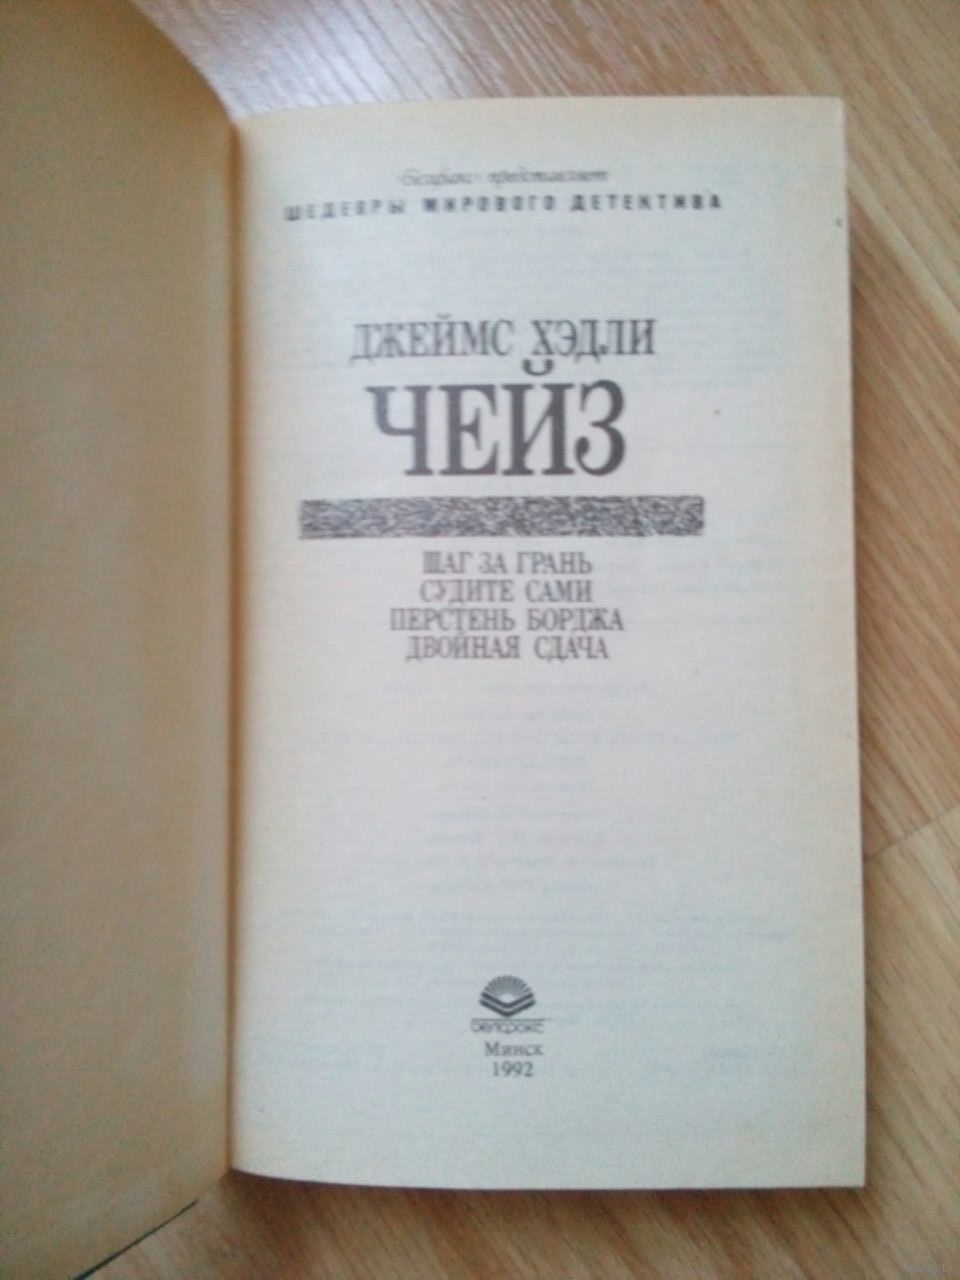 «Белфакс» представляет
ШЕДЕВРЫ МИРОВОГО ДЕТЕКТИВА
ДЖЕЙМС ХЭДЛИ
ЧЕЙЗ
ШАГ ЗА ГРАНЬ
СУДИТЕ САМИ
ПЕРСТЕНЬ БОРДЖА
ДВОЙНАЯ СДАЧА
БЕЛФАКС
Минск
1992